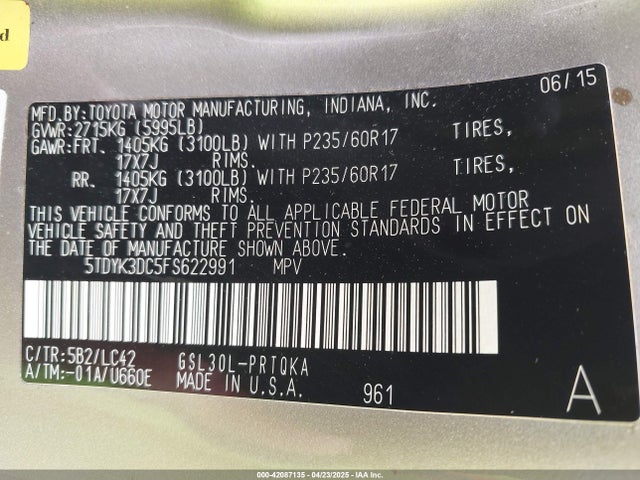 d
06/15
MFD.BY:TOYOTA MOTOR MANUFACTURING, INDIANA, INC.
GVWR:2715KG (5995LB)
GAWR:FRT. 1405KG (3100LB) WITH P235/60R17 TIRES,
17X7J RIMS.
RR. 1405KG (3100LB) WITH P235/60R17 TIRES,
17X7J RIMS.
THIS VEHICLE CONFORMS TO ALL APPLICABLE FEDERAL MOTOR
VEHICLE SAFETY AND THEFT PREVENTION STANDARDS IN EFFECT ON
THE DATE OF MANUFACTURE SHOWN ABOVE.
5TDYK3DC5FS622991 MPV
C/TR:5B2/LC42 GSL30L-PRTQKA
A/TM:-01A/U660E MADE IN U.S.A. 961 A
000-42087135 - 04/23/2025 - IAA Inc.